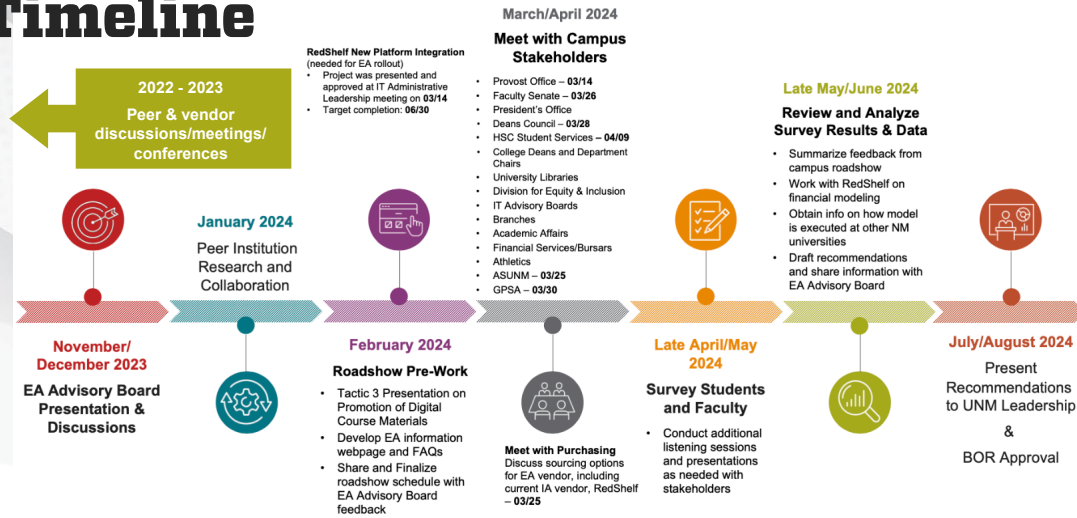 Timeline
2022 - 2023
Peer & vendor
discussions/meetings/
conferences
RedShelf New Platform Integration
(needed for EA rollout)
• Project was presented and
approved at IT Administrative
Leadership meeting on 03/14
• Target completion: 06/30
March/April 2024
Meet with Campus
Stakeholders
• Provost Office – 03/14
• Faculty Senate – 03/26
• President's Office
• Deans Council – 03/28
• HSC Student Services – 04/09
• College Deans and Department
Chairs
• University Libraries
• Division for Equity & Inclusion
• IT Advisory Boards
• Branches
• Academic Affairs
• Financial Services/Bursars
• Athletics
• ASUNM – 03/25
• GPSA – 03/30
Late May/June 2024
Review and Analyze
Survey Results & Data
• Summarize feedback from
campus roadshow
• Work with RedShelf on
financial modeling
• Obtain info on how model
is executed at other NM
universities
• Draft recommendations
and share information with
EA Advisory Board
January 2024
Peer Institution
Research and
Collaboration
November/
December 2023
EA Advisory Board
Presentation &
Discussions
February 2024
Roadshow Pre-Work
• Tactic 3 Presentation on
Promotion of Digital
Course Materials
• Develop EA information
webpage and FAQs
• Share and Finalize
roadshow schedule with
EA Advisory Board
feedback
Meet with Purchasing
Discuss sourcing options
for EA vendor, including
current IA vendor, RedShelf
– 03/25
Late April/May
2024
Survey Students
and Faculty
• Conduct additional
listening sessions
and presentations
as needed with
stakeholders
July/August 2024
Present
Recommendations
to UNM Leadership
&
BOR Approval